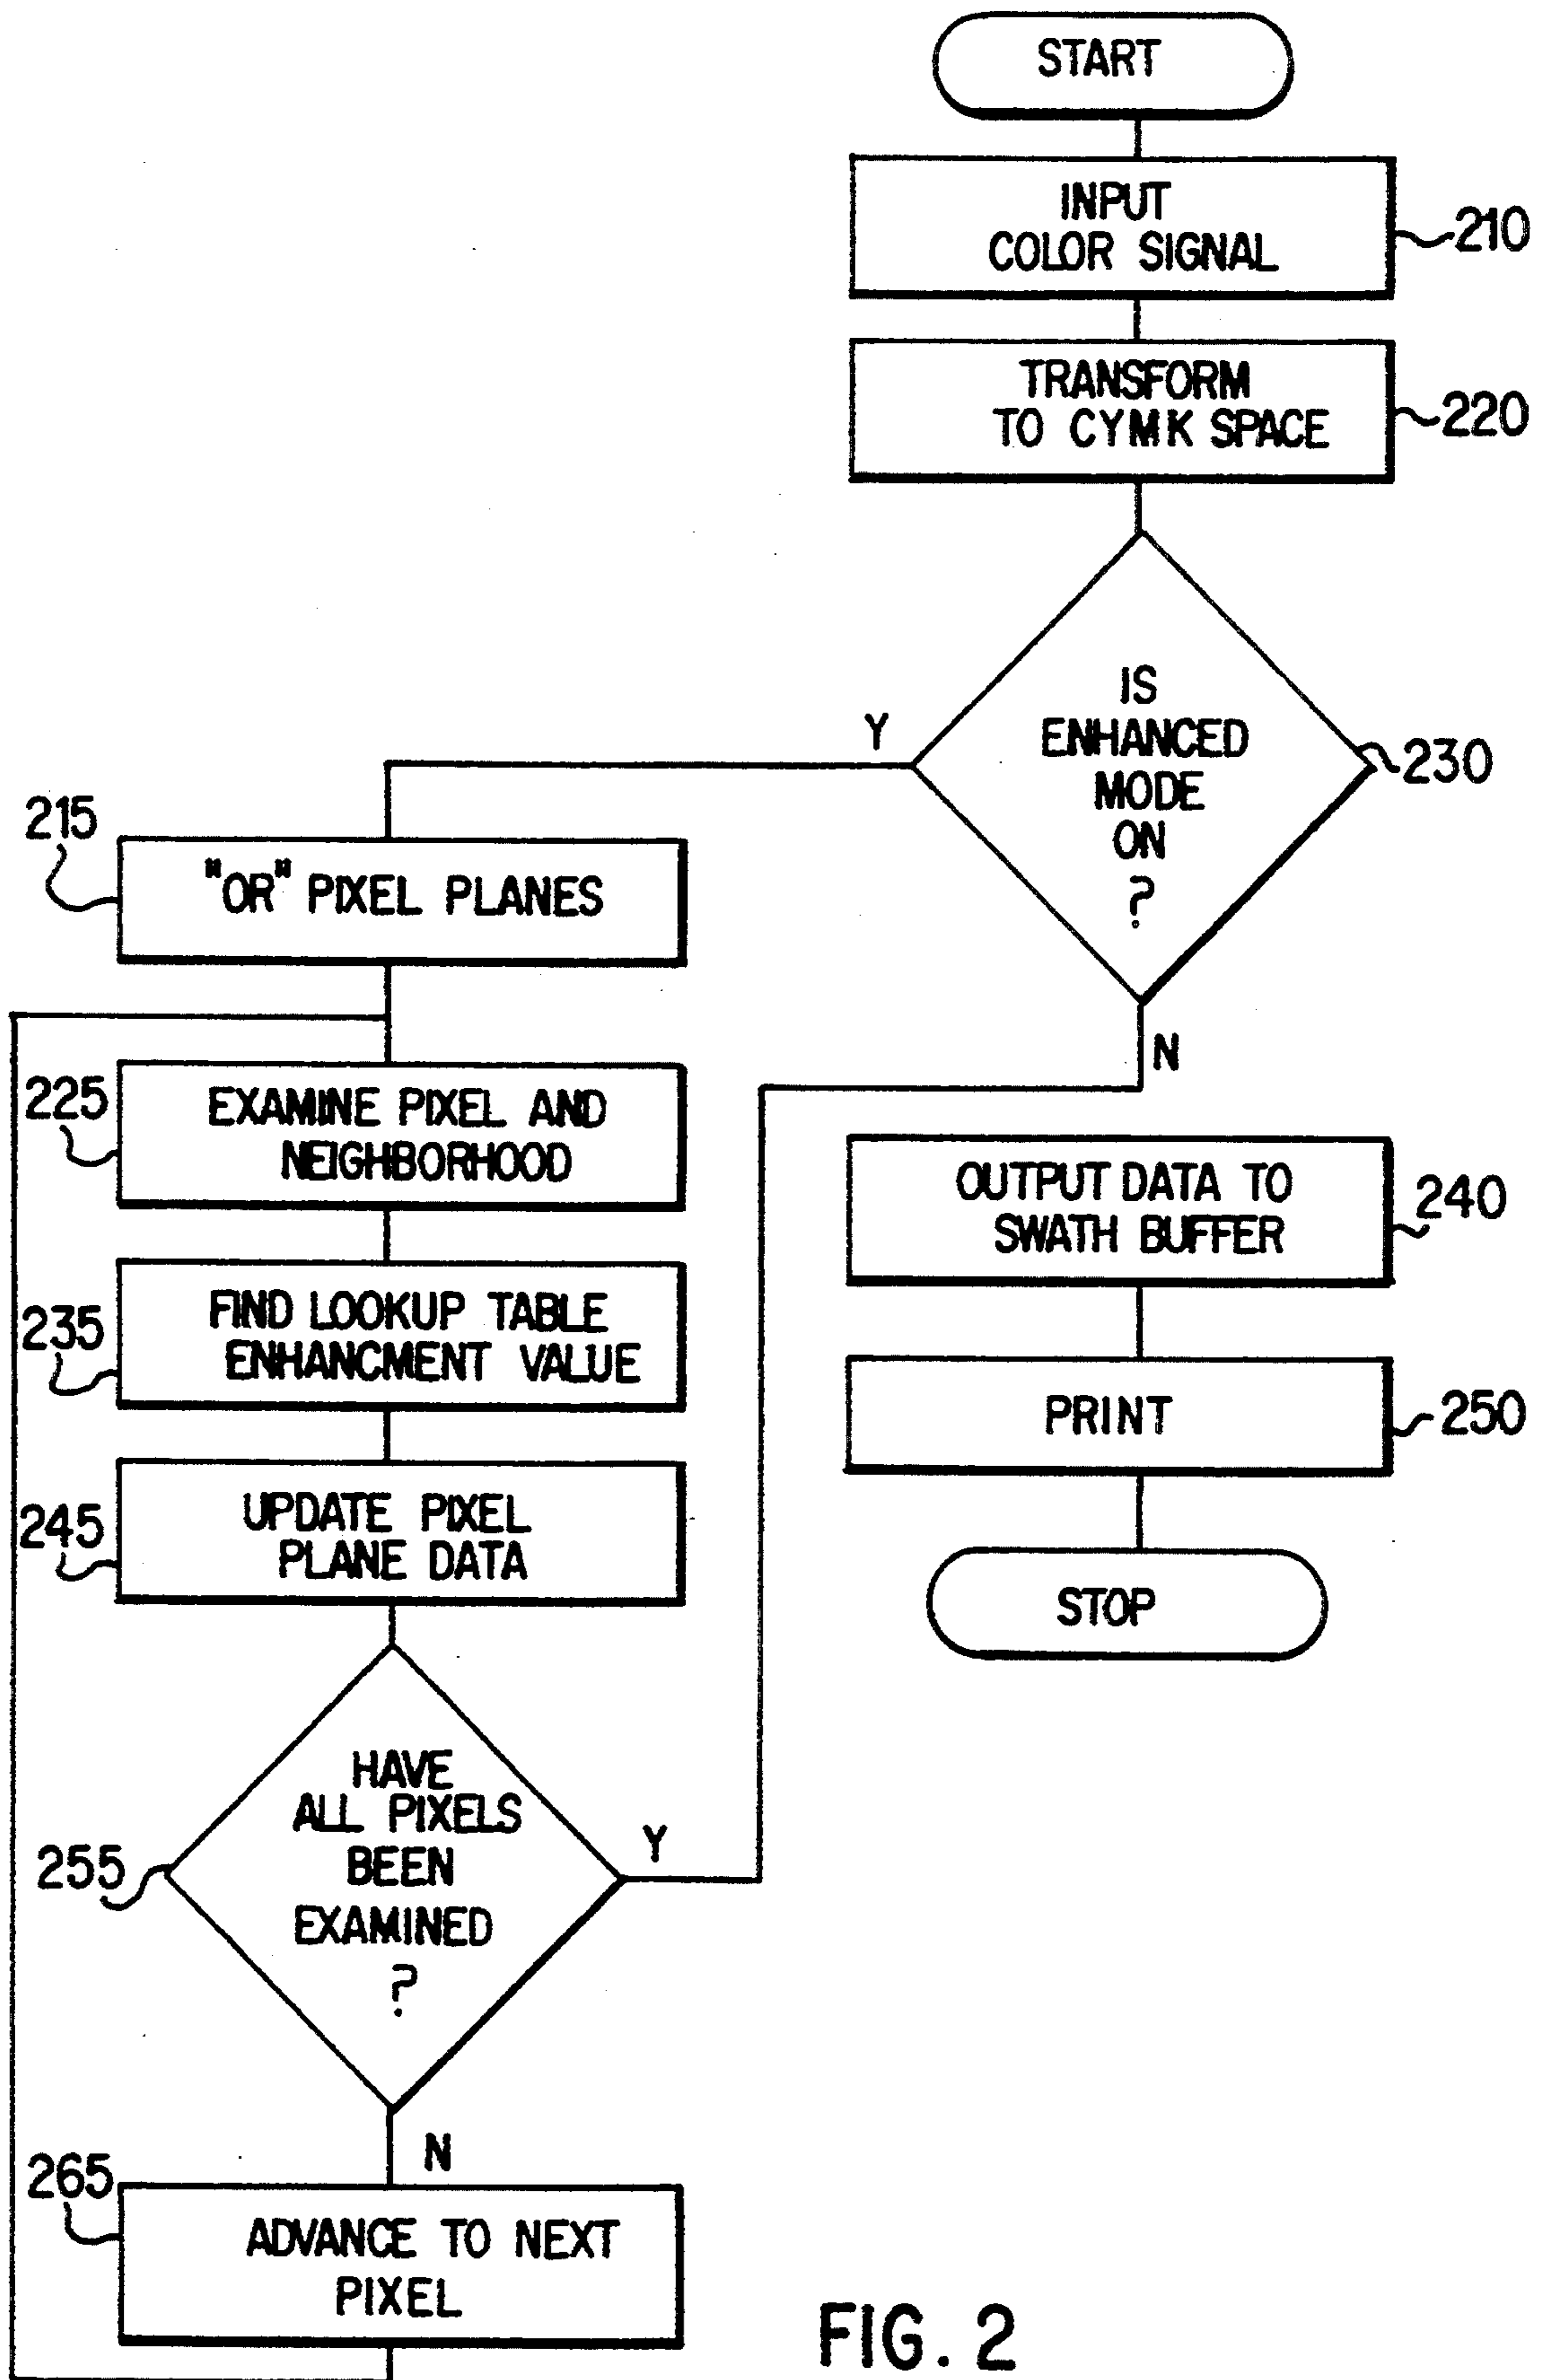 START
INPUT
COLOR SIGNAL
210
TRANSFORM
TO CYMK SPACE
220
IS
ENHANCED
MODE
ON
?
230
Y
N
215
"OR" PIXEL PLANES
225
EXAMINE PIXEL AND
NEIGHBORHOOD
235
FIND LOOKUP TABLE
ENHANCMENT VALUE
245
UPDATE PIXEL
PLANE DATA
255
HAVE
ALL PIXELS
BEEN
EXAMINED
?
Y
N
265
ADVANCE TO NEXT
PIXEL
OUTPUT DATA TO
SWATH BUFFER
240
PRINT
250
STOP
FIG. 2